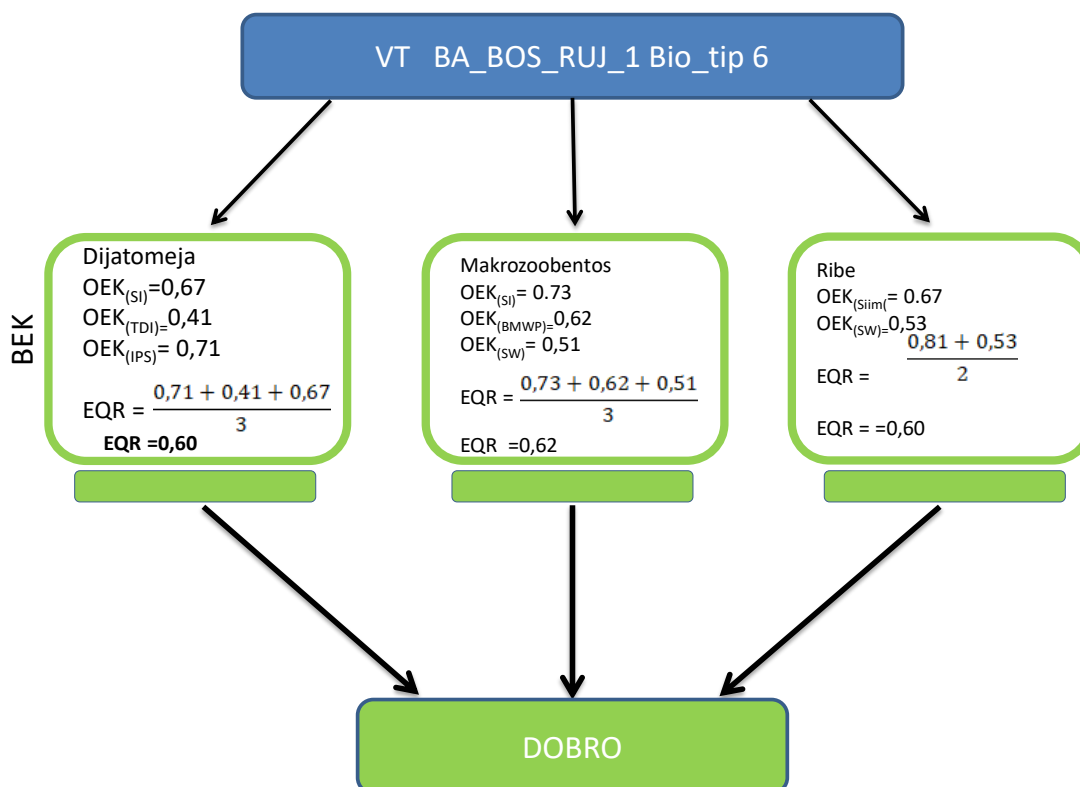 VT BA_BOS_RUJ_1 Bio_tip 6
BEK
Dijatomeja
OEK(SI)=0,67
OEK(TDI)=0,41
OEK(IPS)= 0,71
EQR = 0,71 + 0,41 + 0,67
3
EQR =0,60
Makrozoobentos
OEK(SI)= 0.73
OEK(BMWP)=0,62
OEK(SW)= 0,51
EQR = 0,73 + 0,62 + 0,51
3
EQR =0,62
Ribe
OEK(Siim(= 0.67
OEK(SW)=0,53
EQR = 0,81 + 0,53
2
EQR = =0,60
DOBRO